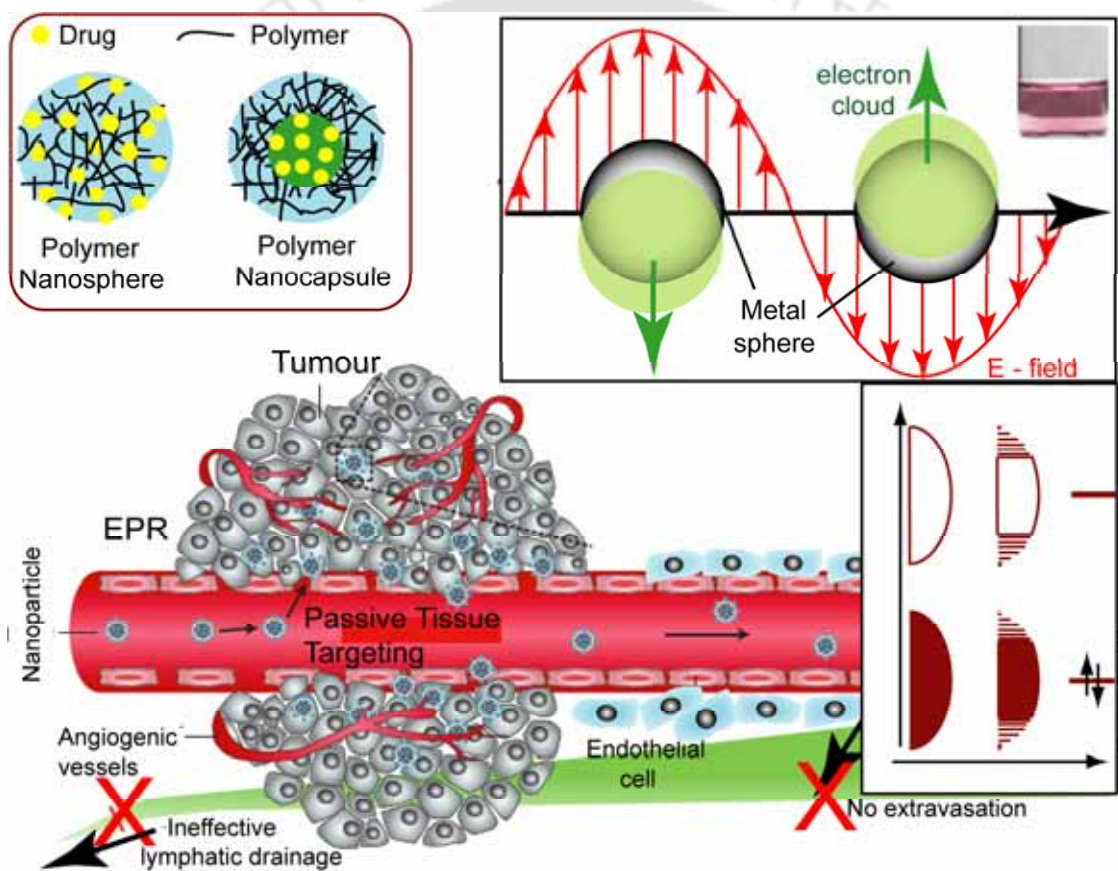 Drug
Polymer
Polymer
Nanosphere
Polymer
Nanocapsule
electron
cloud
Metal
sphere
E - field
Tumour
EPR
Nanoparticle
Passive Tissue
Targeting
Angiogenic
vessels
Endothelial
cell
No extravasation
Ineffective
lymphatic drainage